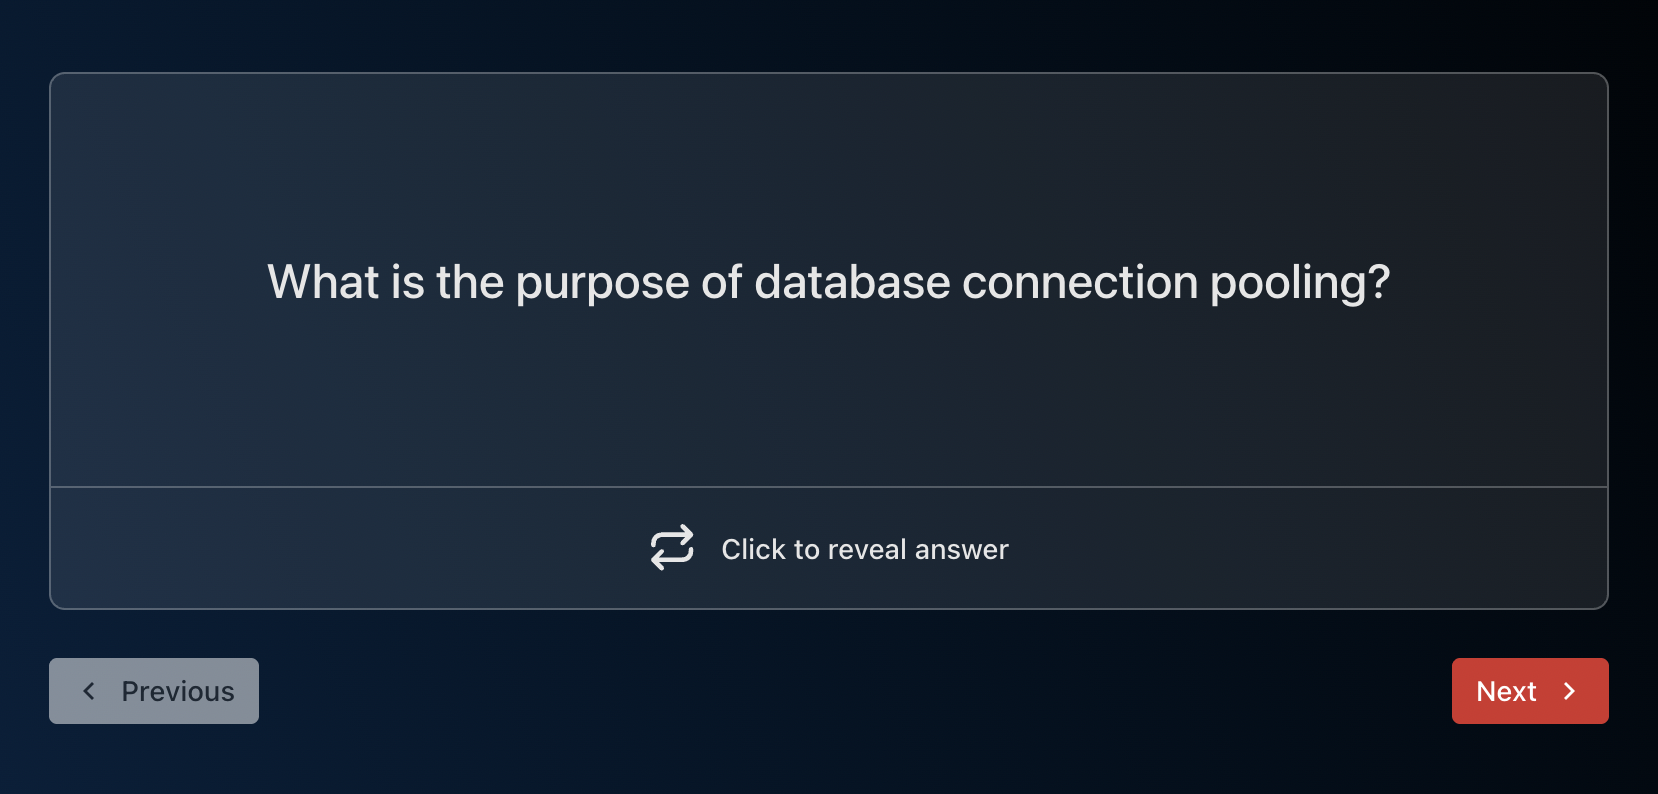 What is the purpose of database connection pooling?
Click to reveal answer
Previous
Next